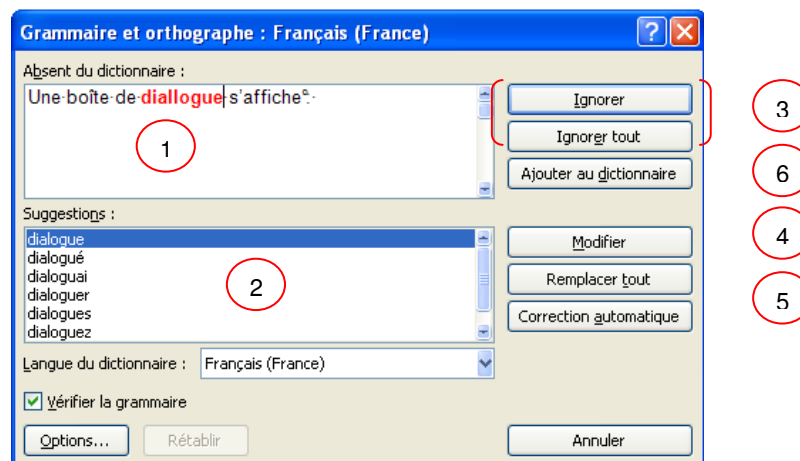 Grammaire et orthographe : Français (France)
Absent du dictionnaire :
Une·boîte·de·diallogue·s'affiche°.·
1
Ignorer
Ignorer tout
3
Ajouter au dictionnaire
6
Suggestions :
dialogue
dialogué
dialoguai
dialoguer
dialogues
dialoguez
2
Modifier
4
Remplacer tout
Correction automatique
5
Langue du dictionnaire : Français (France)
Vérifier la grammaire
Options... Rétablir Annuler